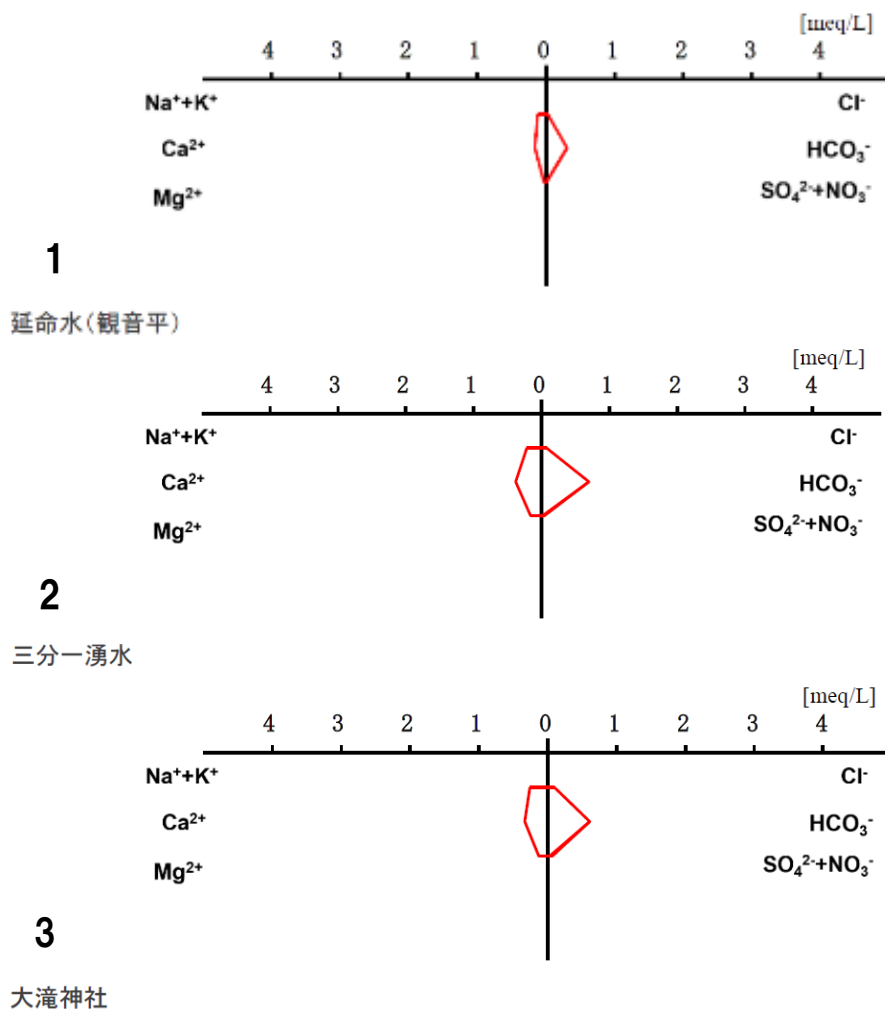 [meq/L]
4 3 2 1 0 1 2 3 4
Na⁺+K⁺ Cl⁻
Ca²⁺ HCO₃⁻
Mg²⁺ SO₄²⁻+NO₃⁻
1
延命水（観音平）
[meq/L]
4 3 2 1 0 1 2 3 4
Na⁺+K⁺ Cl⁻
Ca²⁺ HCO₃⁻
Mg²⁺ SO₄²⁻+NO₃⁻
2
三分一湧水
[meq/L]
4 3 2 1 0 1 2 3 4
Na⁺+K⁺ Cl⁻
Ca²⁺ HCO₃⁻
Mg²⁺ SO₄²⁻+NO₃⁻
3
大滝神社